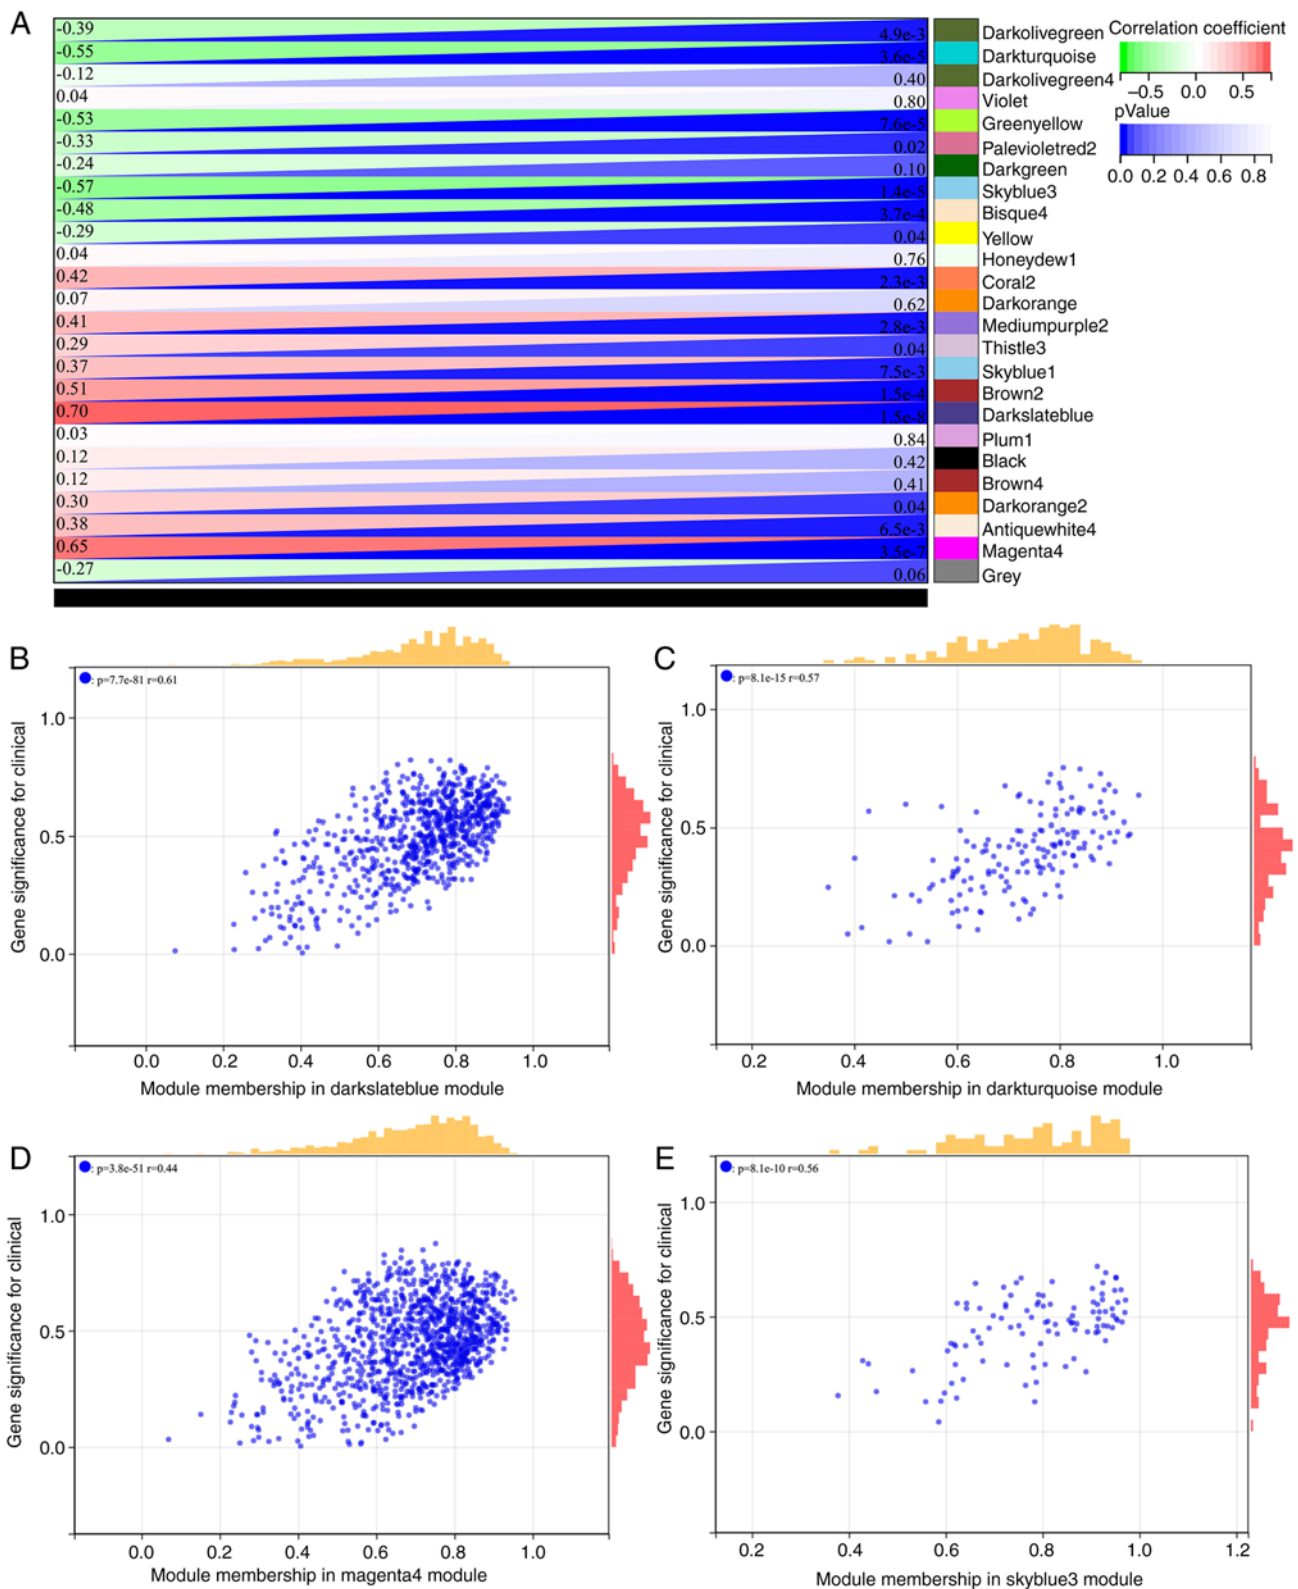 A
-0.39 4.9e-3 Darkolivegreen
-0.55 3.6e-5 Darkturquoise
-0.12 0.40 Darkolivegreen4
0.04 0.80 Violet
-0.53 7.6e-5 Greenyellow
-0.33 0.02 Palevioletred2
-0.24 0.10 Darkgreen
-0.57 1.4e-5 Skyblue3
-0.48 3.7e-4 Bisque4
-0.29 0.04 Yellow
0.04 0.76 Honeydew1
0.42 2.3e-3 Coral2
0.07 0.62 Darkorange
0.41 2.8e-3 Mediumpurple2
0.29 0.04 Thistle3
0.37 7.5e-3 Skyblue1
0.51 1.5e-4 Brown2
0.70 1.5e-8 Darkslateblue
0.03 0.84 Plum1
0.12 0.42 Black
0.12 0.41 Brown4
0.30 0.04 Darkorange2
0.38 6.5e-3 Antiquewhite4
0.65 3.5e-7 Magenta4
-0.27 0.06 Grey
Correlation coefficient
−0.5 0.0 0.5
pValue
0.0 0.2 0.4 0.6 0.8
B
: p=7.7e-81 r=0.61
Gene significance for clinical
1.0
0.5
0.0
0.0 0.2 0.4 0.6 0.8 1.0
Module membership in darkslateblue module
C
: p=8.1e-15 r=0.57
Gene significance for clinical
1.0
0.5
0.0
0.2 0.4 0.6 0.8 1.0
Module membership in darkturquoise module
D
: p=3.8e-51 r=0.44
Gene significance for clinical
1.0
0.5
0.0
0.0 0.2 0.4 0.6 0.8 1.0
Module membership in magenta4 module
E
: p=8.1e-10 r=0.56
Gene significance for clinical
1.0
0.5
0.0
0.2 0.4 0.6 0.8 1.0 1.2
Module membership in skyblue3 module